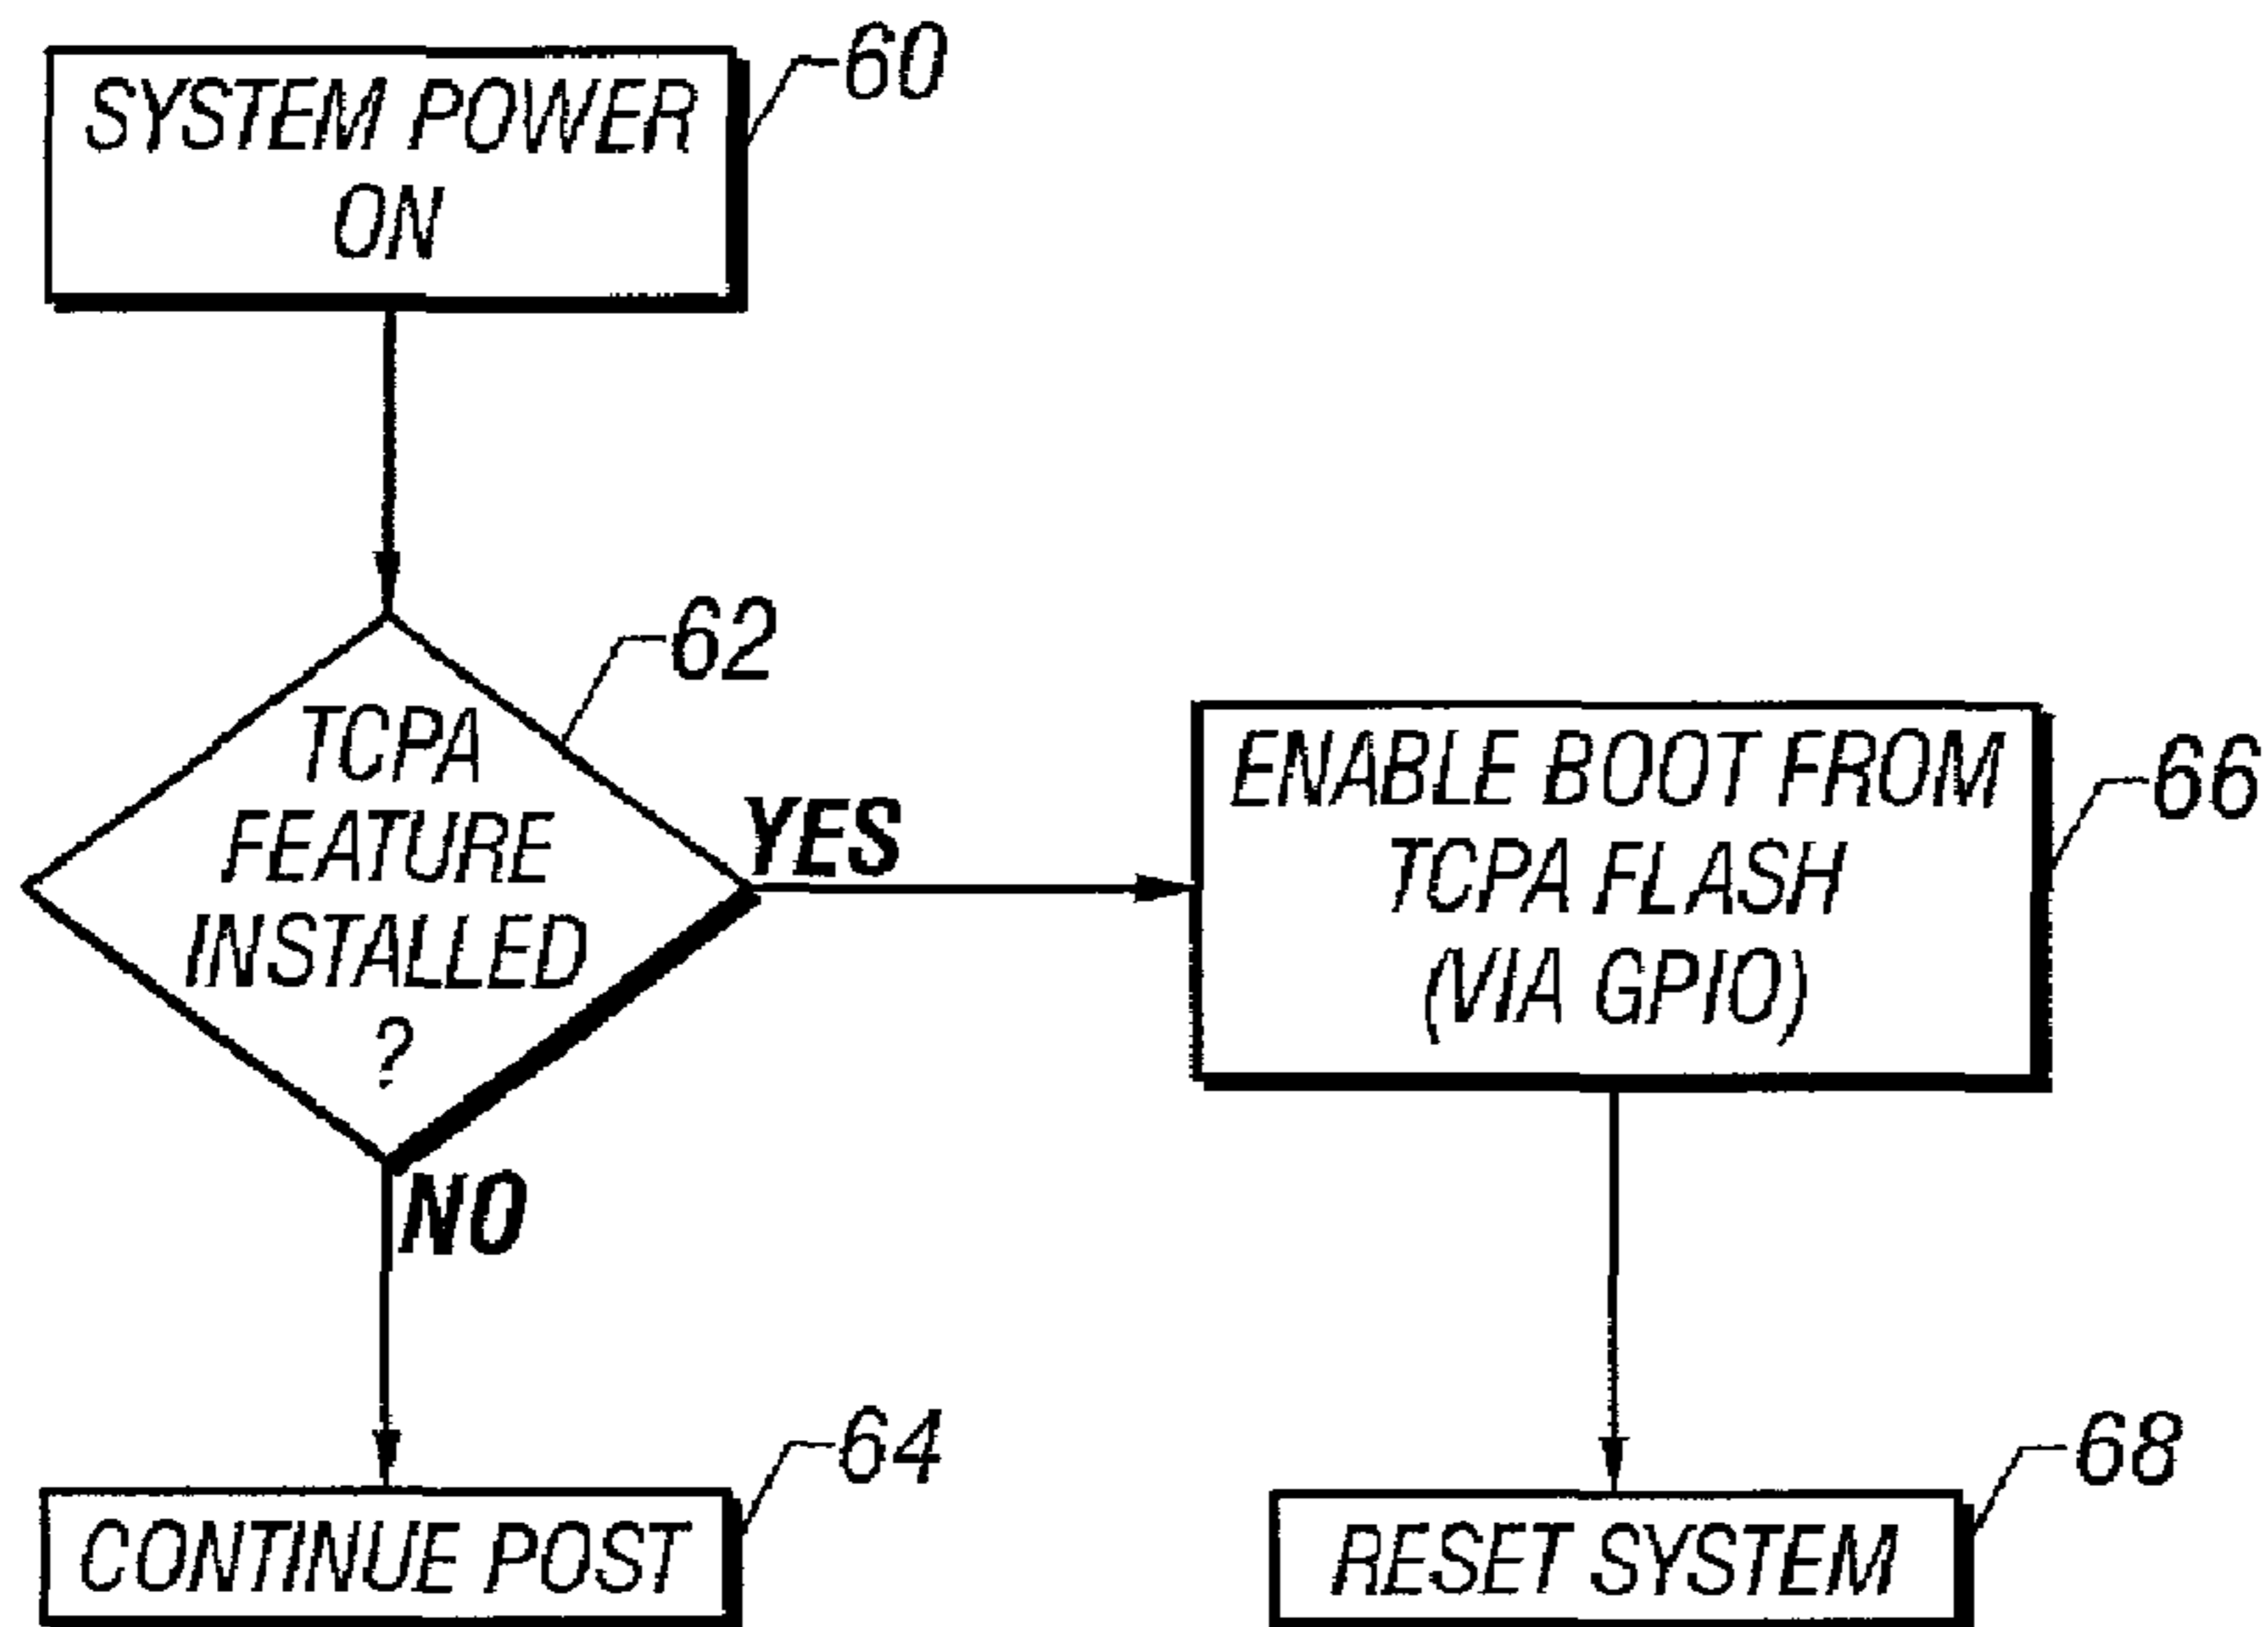 SYSTEM POWER
ON
60
TCPA
FEATURE
INSTALLED
?
62
YES
NO
ENABLE BOOT FROM
TCPA FLASH
(VIA GPIO)
66
CONTINUE POST
64
RESET SYSTEM
68